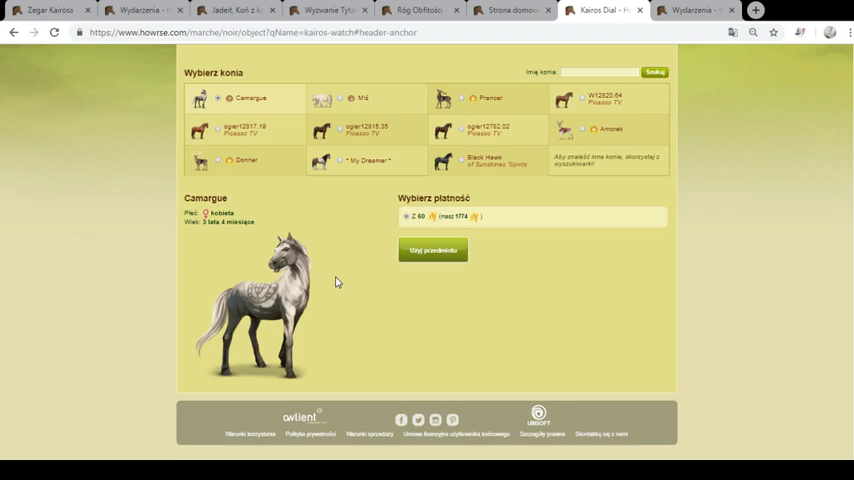 Zegar Kairosa
Wydarzenia - H
Jadeit, Koń z k
Wyzwanie Tyta
Róg Obfitości
Strona domow
Kairos Dial - Ho
Wydarzenia - H
https://www.howrse.com/marche/noir/object?qName=kairos-watch#header-anchor
Wybierz konia
Imię konia:
Szukaj
Camargue
Miś
Prancer
W12820.64
Picasso TV
ogier12817.19
Picasso TV
ogier12815.35
Picasso TV
ogier12782.02
Picasso TV
Amorek
Donner
* My Dreamer *
Black Hawk
of Sunshines 'Spirits
Aby znaleźć inne konie, skorzystaj z
wyszukiwarki!
Camargue
Płeć: kobieta
Wiek: 3 lata 4 miesiące
Wybierz płatność
Z 60 (masz 1774 )
Użyj przedmiotu
owlient
UBISOFT
Warunki korzystania
Polityka prywatności
Warunki sprzedaży
Umowa licencyjna użytkownika końcowego
Szczegóły prawne
Skontaktuj się z nami